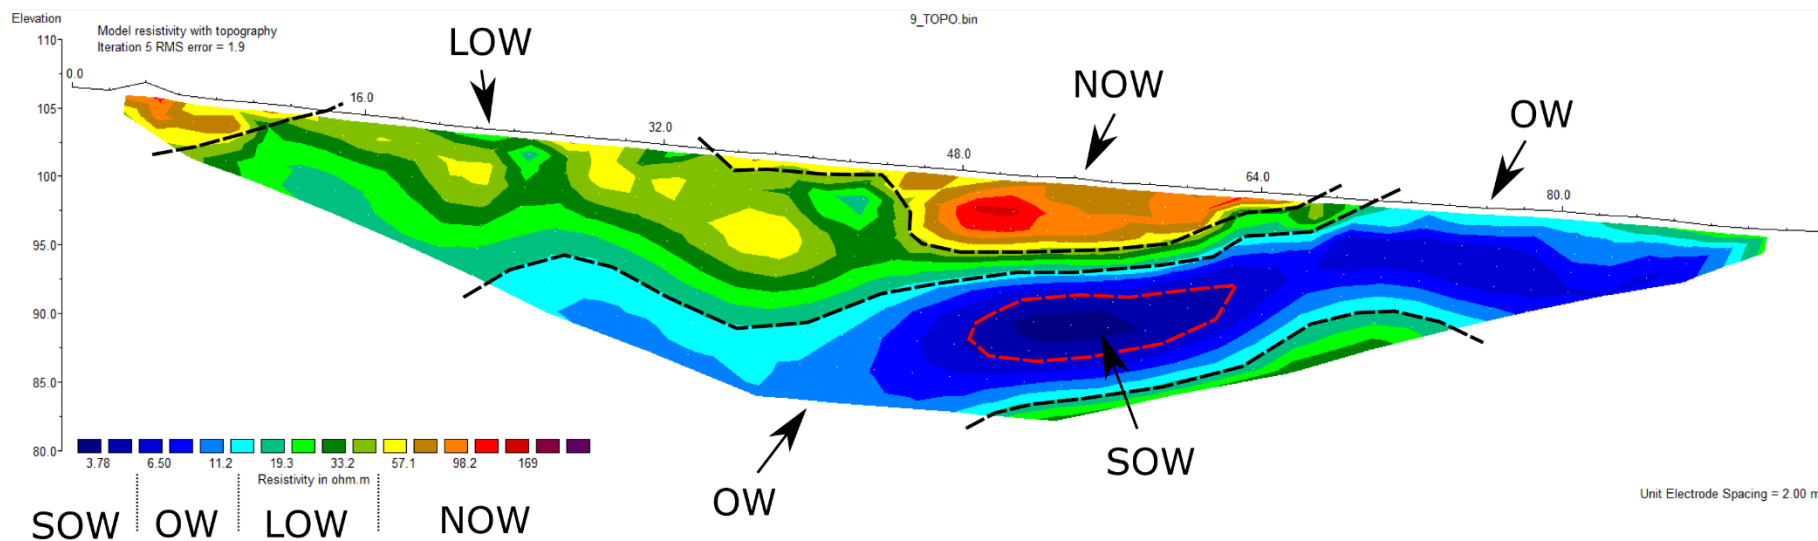 Elevation
9_TOPO.bin
Model resistivity with topography
Iteration 5 RMS error = 1.9
LOW
NOW
OW
110
105
100
95.0
90.0
85.0
80.0
0.0
16.0
32.0
48.0
64.0
80.0
SOW
OW
3.78 6.50 11.2 19.3 33.2 57.1 98.2 169
Resistivity in ohm.m
Unit Electrode Spacing = 2.00 m
SOW OW LOW NOW